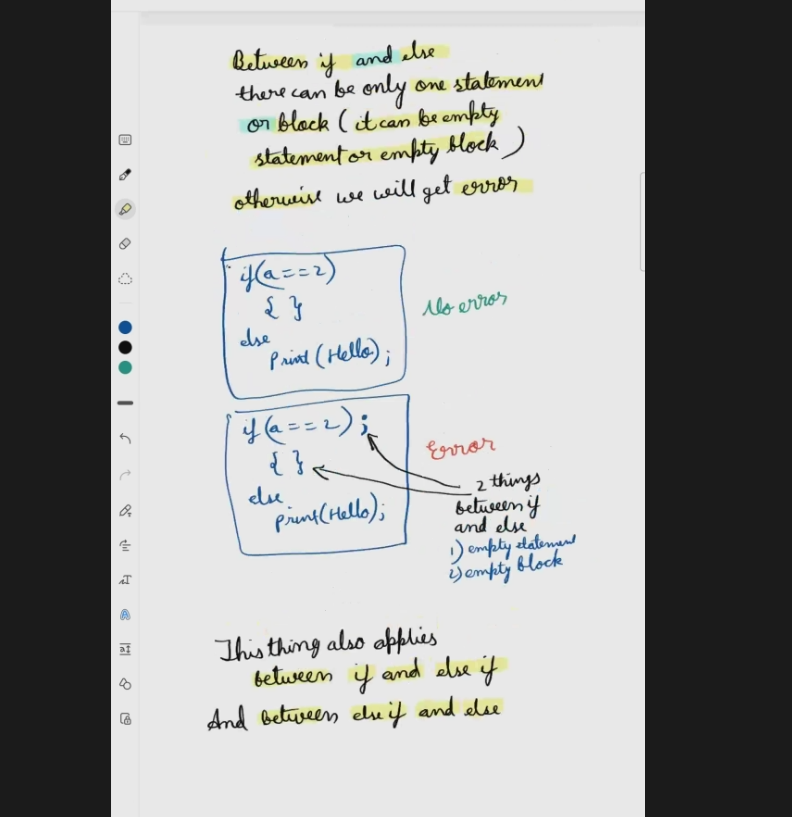 Between if and else
there can be only one statement
or block ( it can be empty
statement or empty block )
otherwise we will get error
if(a==2)
{ }
else
print (Hello);
No error
if (a==2) ;
{ }
else
print(Hello);
Error
2 things
between if
and else
1) empty statement
2) empty block
This thing also applies
between if and else if
And between else if and else